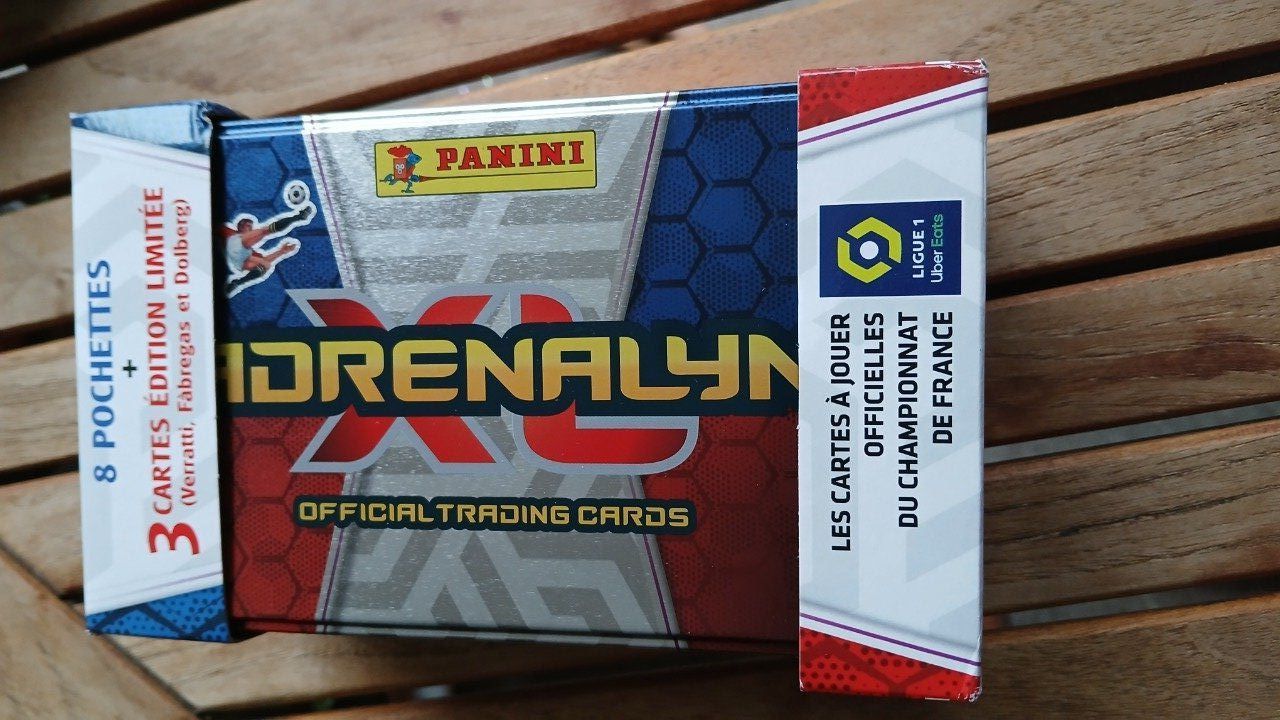 8 POCHETTES
+
3 CARTES ÉDITION LIMITÉE
(Verratti, Fàbregas et Dolberg)
PANINI
ADRENALYN
XL
OFFICIAL TRADING CARDS
LES CARTES À JOUER
OFFICIELLES
DU CHAMPIONNAT
DE FRANCE
LIGUE 1
Uber Eats